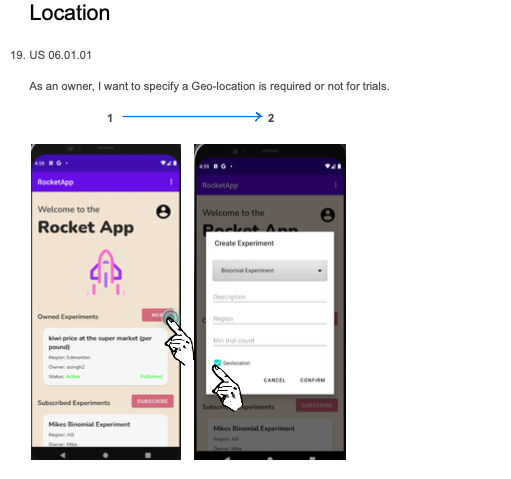 Location
19. US 06.01.01
As an owner, I want to specify a Geo-location is required or not for trials.
1 2
4:59
RocketApp
Welcome to the
Rocket App
Owned Experiments
NEW
kiwi price at the super market (per
pound)
Region: Edmonton
Owner: asingh2
Status: Active Published
Subscribed Experiments SUBSCRIBE
Mikes Binomial Experiment
Region: AB
Owner: Mike
4:59
RocketApp
Welcome to the
Rocket App
Create Experiment
Binomial Experiment
Description
Region
Min trial count
Geolocation
CANCEL CONFIRM
Subscribed Experiments SUBSCRIBE
Mikes Binomial Experiment
Region: AB
Owner: Mike